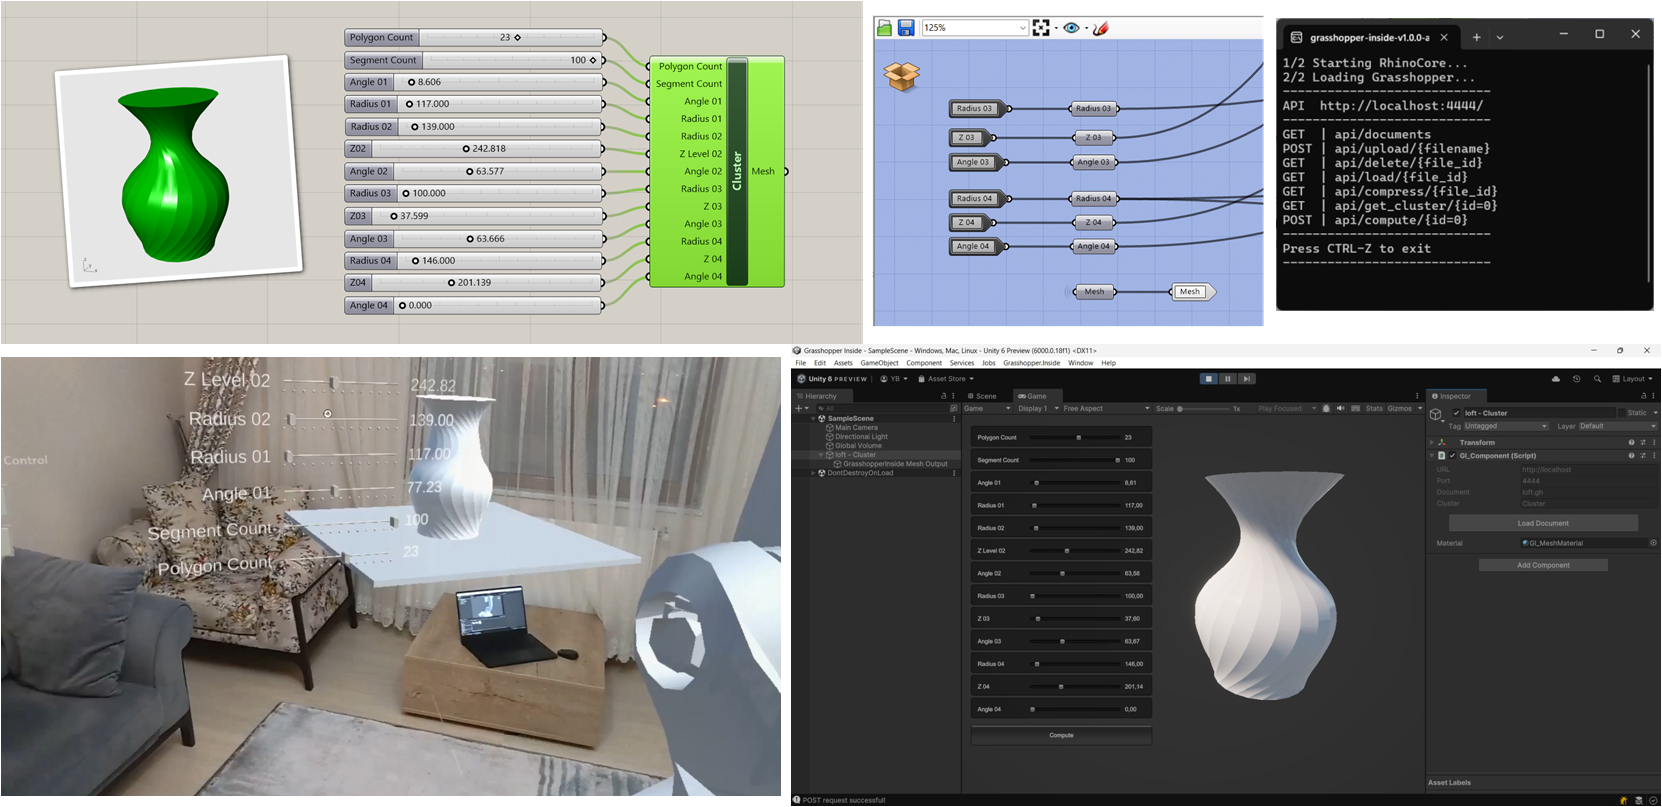 Polygon Count 23
Segment Count 100
Angle 01 8.606
Radius 01 117.000
Radius 02 139.000
Z02 242.818
Angle 02 63.577
Radius 03 100.000
Z03 37.599
Angle 03 63.666
Radius 04 146.000
Z04 201.139
Angle 04 0.000
Polygon Count
Segment Count
Angle 01
Radius 01
Radius 02
Z Level 02
Angle 02
Radius 03
Z 03
Angle 03
Radius 04
Z 04
Angle 04
Cluster
Mesh
125%
Radius 03 Radius 03
Z 03 Z 03
Angle 03 Angle 03
Radius 04 Radius 04
Z 04 Z 04
Angle 04 Angle 04
Mesh Mesh
grasshopper-inside-v1.0.0-a
1/2 Starting RhinoCore...
2/2 Loading Grasshopper...
API http://localhost:4444/
GET | api/documents
POST | api/upload/{filename}
GET | api/delete/{file_id}
GET | api/load/{file_id}
GET | api/compress/{file_id}
GET | api/get_cluster/{id=0}
POST | api/compute/{id=0}
Press CTRL-Z to exit
Z Level 02 242.82
Radius 02 139.00
Radius 01 117.00
Angle 01 77.23
Segment Count 100
Polygon Count 23
Control
Grasshopper Inside - SampleScene - Windows, Mac, Linux - Unity 6 Preview (6000.0.18f1) <DX11>
File Edit Assets GameObject Component Services Jobs Grasshopper.Inside Window Help
Unity 6 PREVIEW YB Asset Store Layout
Hierarchy
All
SampleScene
Main Camera
Directional Light
Global Volume
loft - Cluster
GrasshopperInside Mesh Output
DontDestroyOnLoad
Scene Game
Game Display 1 Free Aspect Scale 1x Play Focused Stats Gizmos
Polygon Count 23
Segment Count 100
Angle 01 8,61
Radius 01 117,00
Radius 02 139,00
Z Level 02 242,82
Angle 02 63,58
Radius 03 100,00
Z 03 37,60
Angle 03 63,67
Radius 04 146,00
Z 04 201,14
Angle 04 0,00
Compute
Inspector
loft - Cluster Static
Tag Untagged Layer Default
Transform
GI_Component (Script)
URL http://localhost
Port 4444
Document loft.gh
Cluster Cluster
Load Document
Material GI_MeshMaterial
Add Component
Asset Labels
POST request successful!